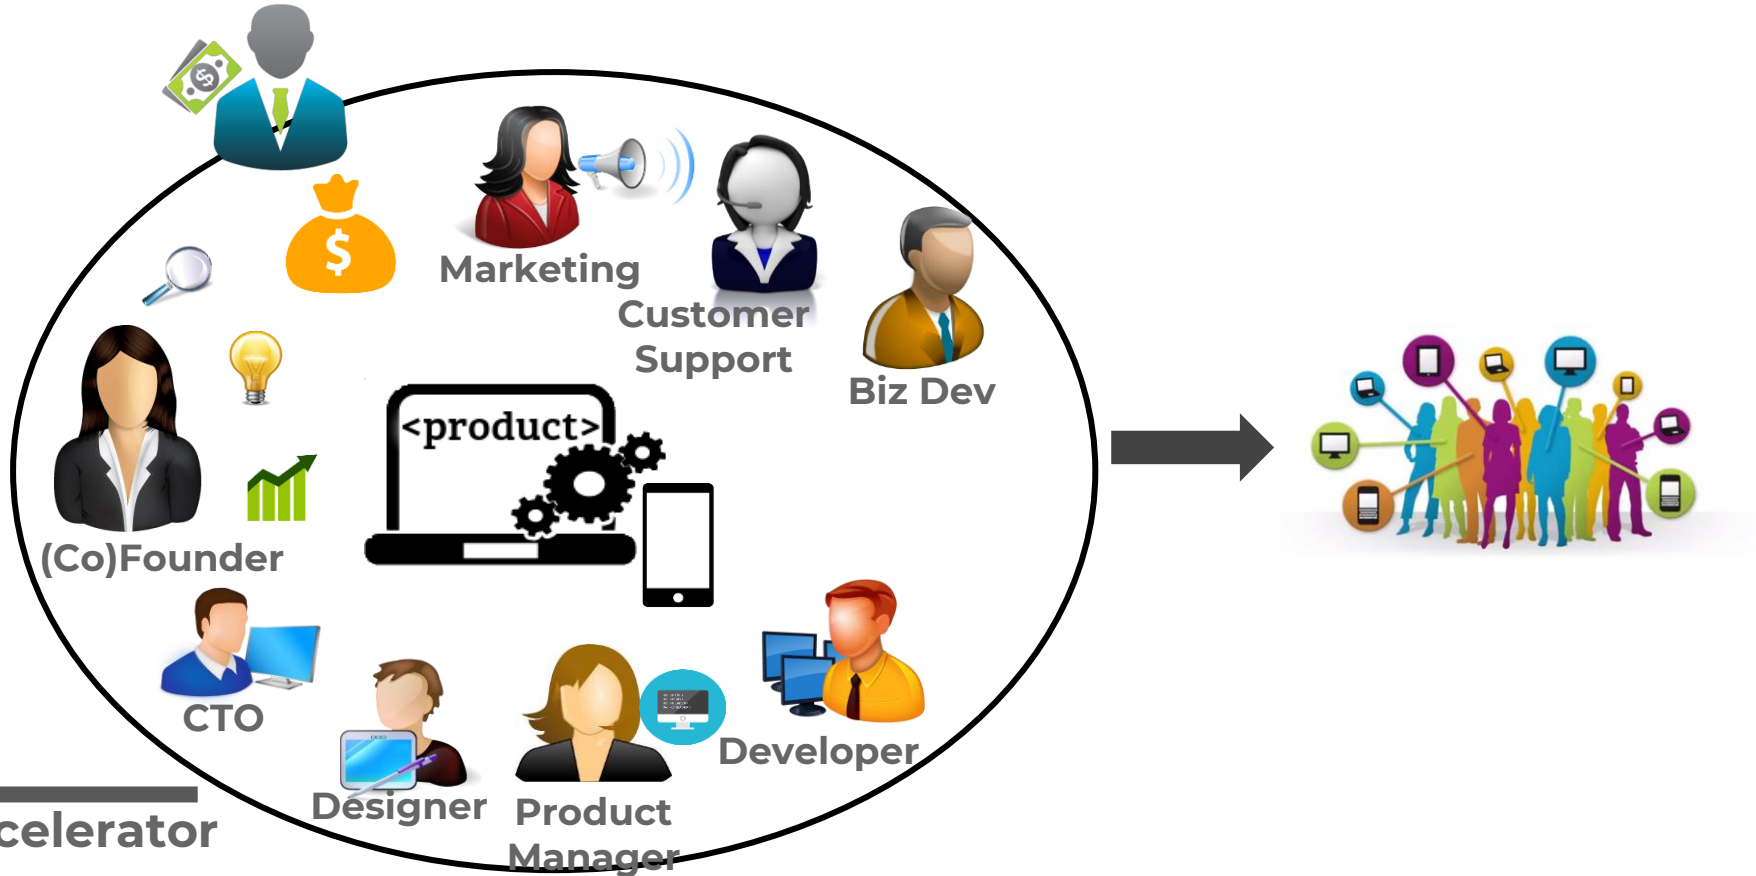 $
Marketing
Customer
Support
Biz Dev
<product>
(Co)Founder
CTO
Developer
Designer
Product
Manager
celerator